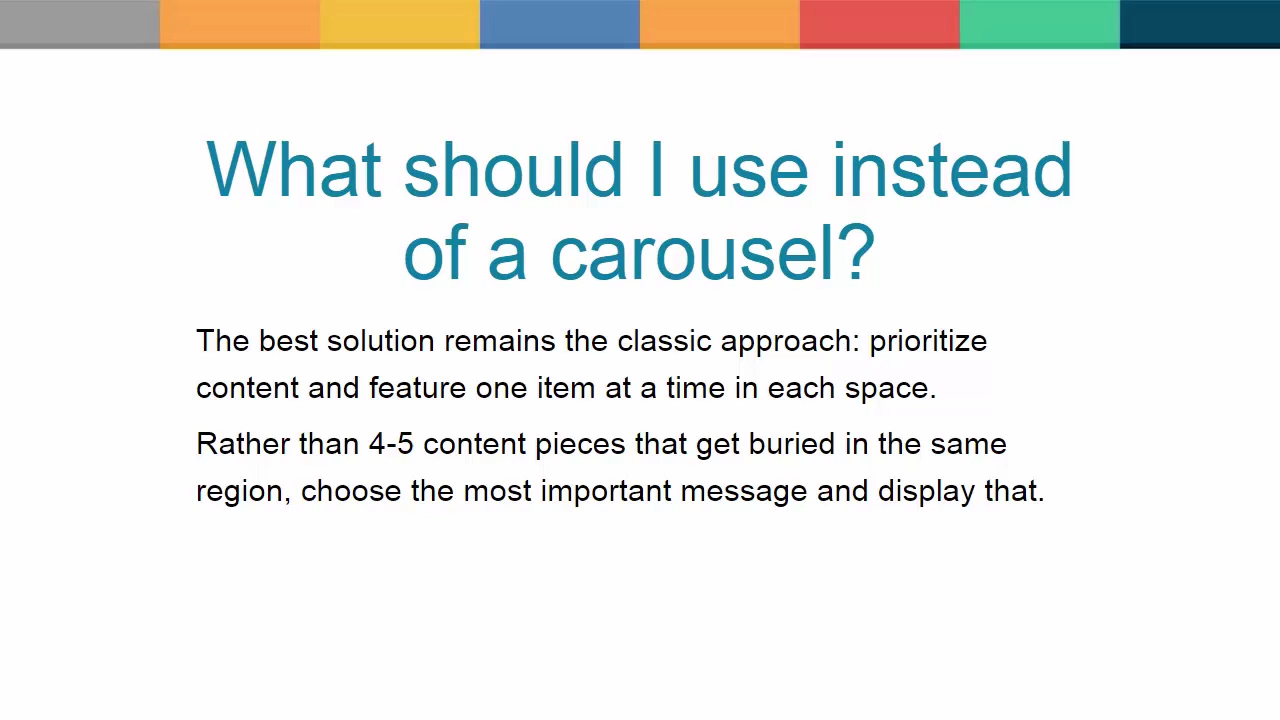 What should I use instead
of a carousel?
The best solution remains the classic approach: prioritize
content and feature one item at a time in each space.
Rather than 4-5 content pieces that get buried in the same
region, choose the most important message and display that.